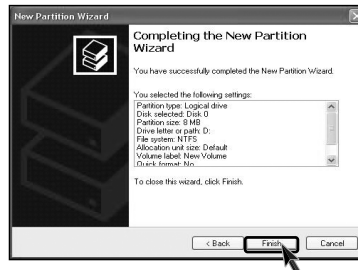 New Partition Wizard
Completing the New Partition
Wizard
You have successfully completed the New Partition Wizard.
You selected the following settings:
Partition type: Logical drive
Disk selected: Disk 0
Partition size: 8 MB
Drive letter or path: D:
File system: NTFS
Allocation unit size: Default
Volume label: New Volume
Quick format: No
To close this wizard, click Finish.
< Back
Finish
Cancel